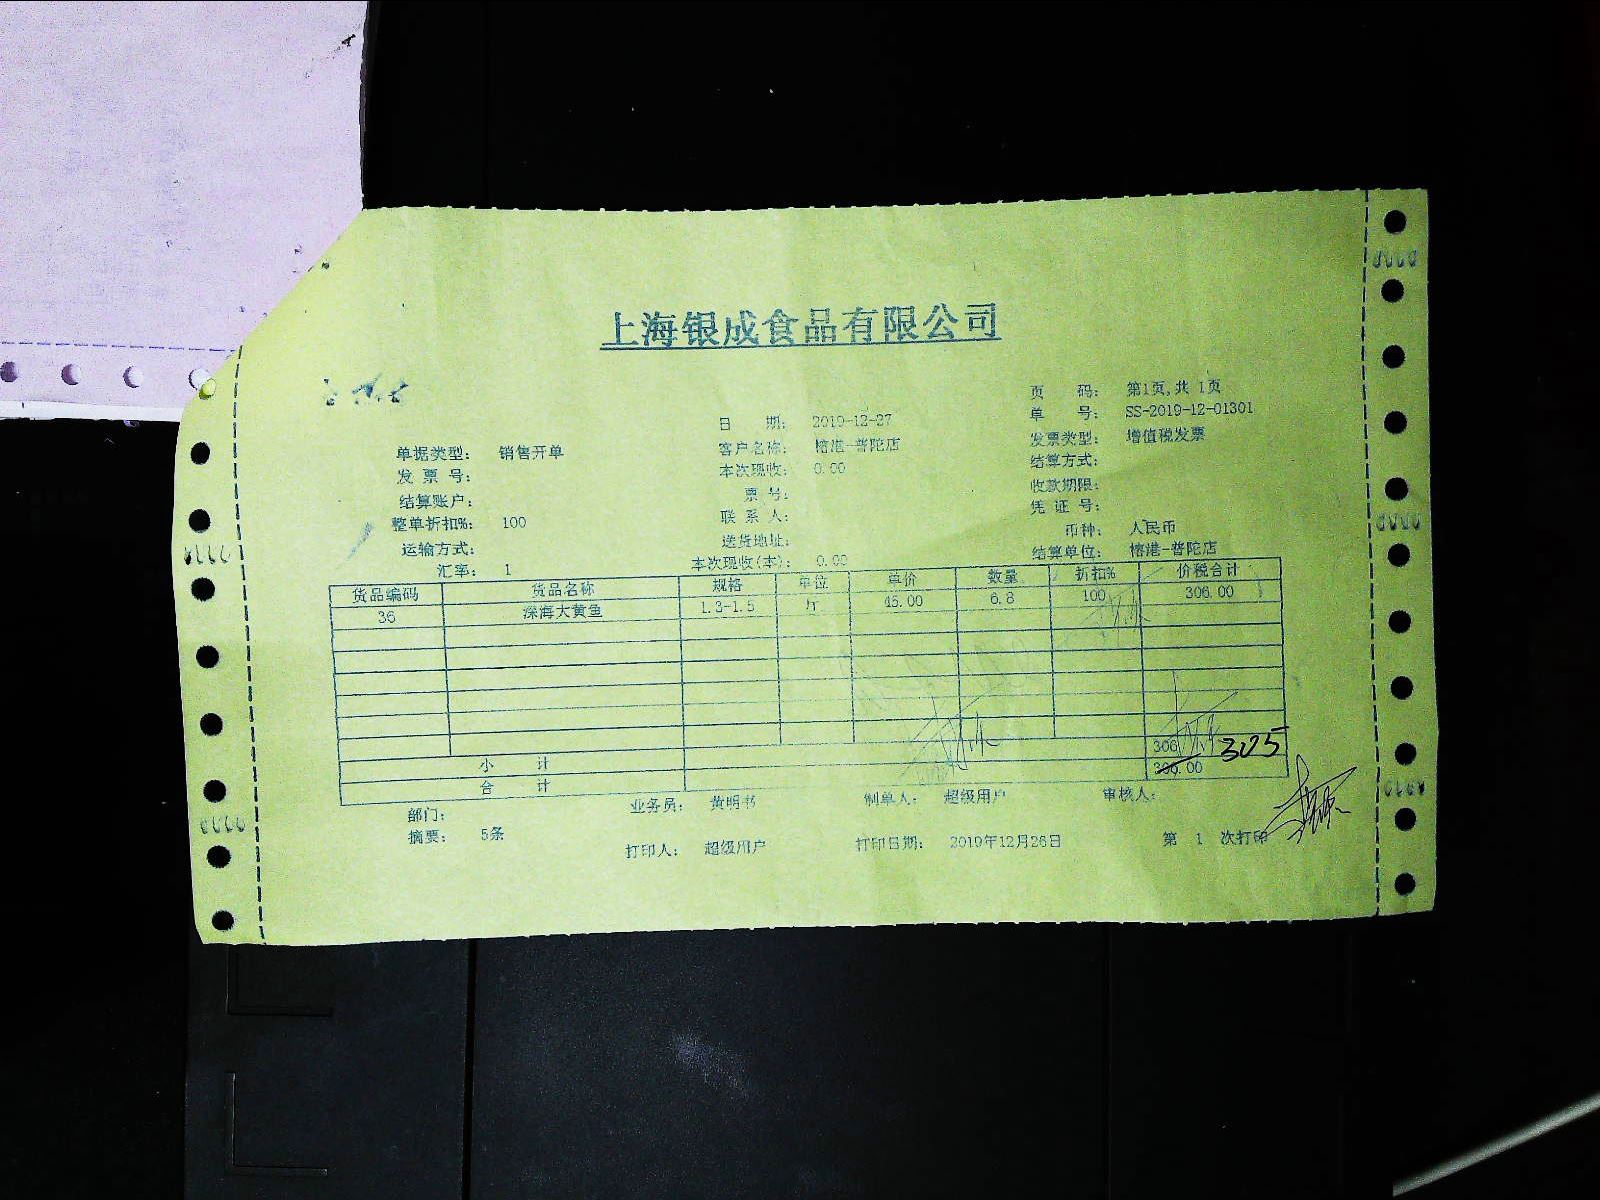 上海银成食品有限公司
页 码： 第1页,共 1页
日 期： 2019-12-27 单 号： SS-2019-12-01301
单据类型： 销售开单 客户名称： 榕港-普陀店 发票类型： 增值税发票
发 票 号： 本次现收： 0.00 结算方式：
结算账户： 票 号： 收款期限：
整单折扣%： 100 联 系 人： 凭 证 号：
运输方式： 送货地址： 币种： 人民币
汇率： 1 本次现收(本)： 0.00 结算单位： 榕港-普陀店
货品编码 货品名称 规格 单位 单价 数量 折扣% 价税合计
36 深海大黄鱼 1.3-1.5 斤 45.00 6.8 100 306.00
小 计 306 305
合 计 306.00
部门： 业务员： 黄明书 制单人： 超级用户 审核人：
摘要： 5条 打印人： 超级用户 打印日期： 2019年12月26日 第 1 次打印